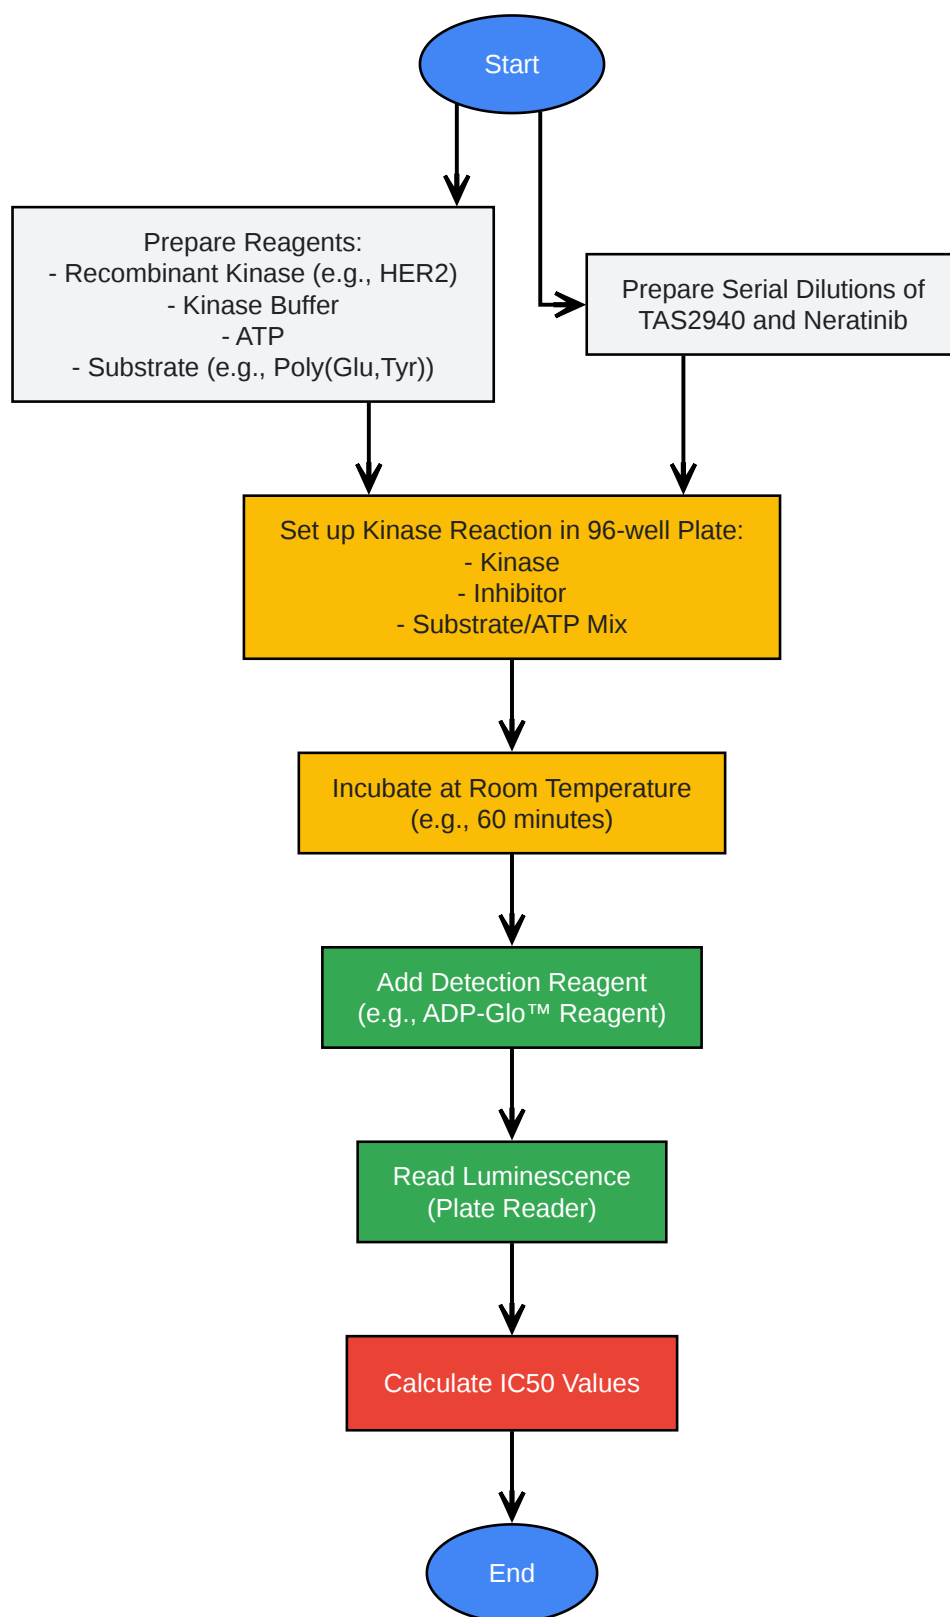 Start
Prepare Reagents:
- Recombinant Kinase (e.g., HER2)
- Kinase Buffer
- ATP
- Substrate (e.g., Poly(Glu,Tyr))
Prepare Serial Dilutions of
TAS2940 and Neratinib
Set up Kinase Reaction in 96-well Plate:
- Kinase
- Inhibitor
- Substrate/ATP Mix
Incubate at Room Temperature
(e.g., 60 minutes)
Add Detection Reagent
(e.g., ADP-Glo™ Reagent)
Read Luminescence
(Plate Reader)
Calculate IC50 Values
End